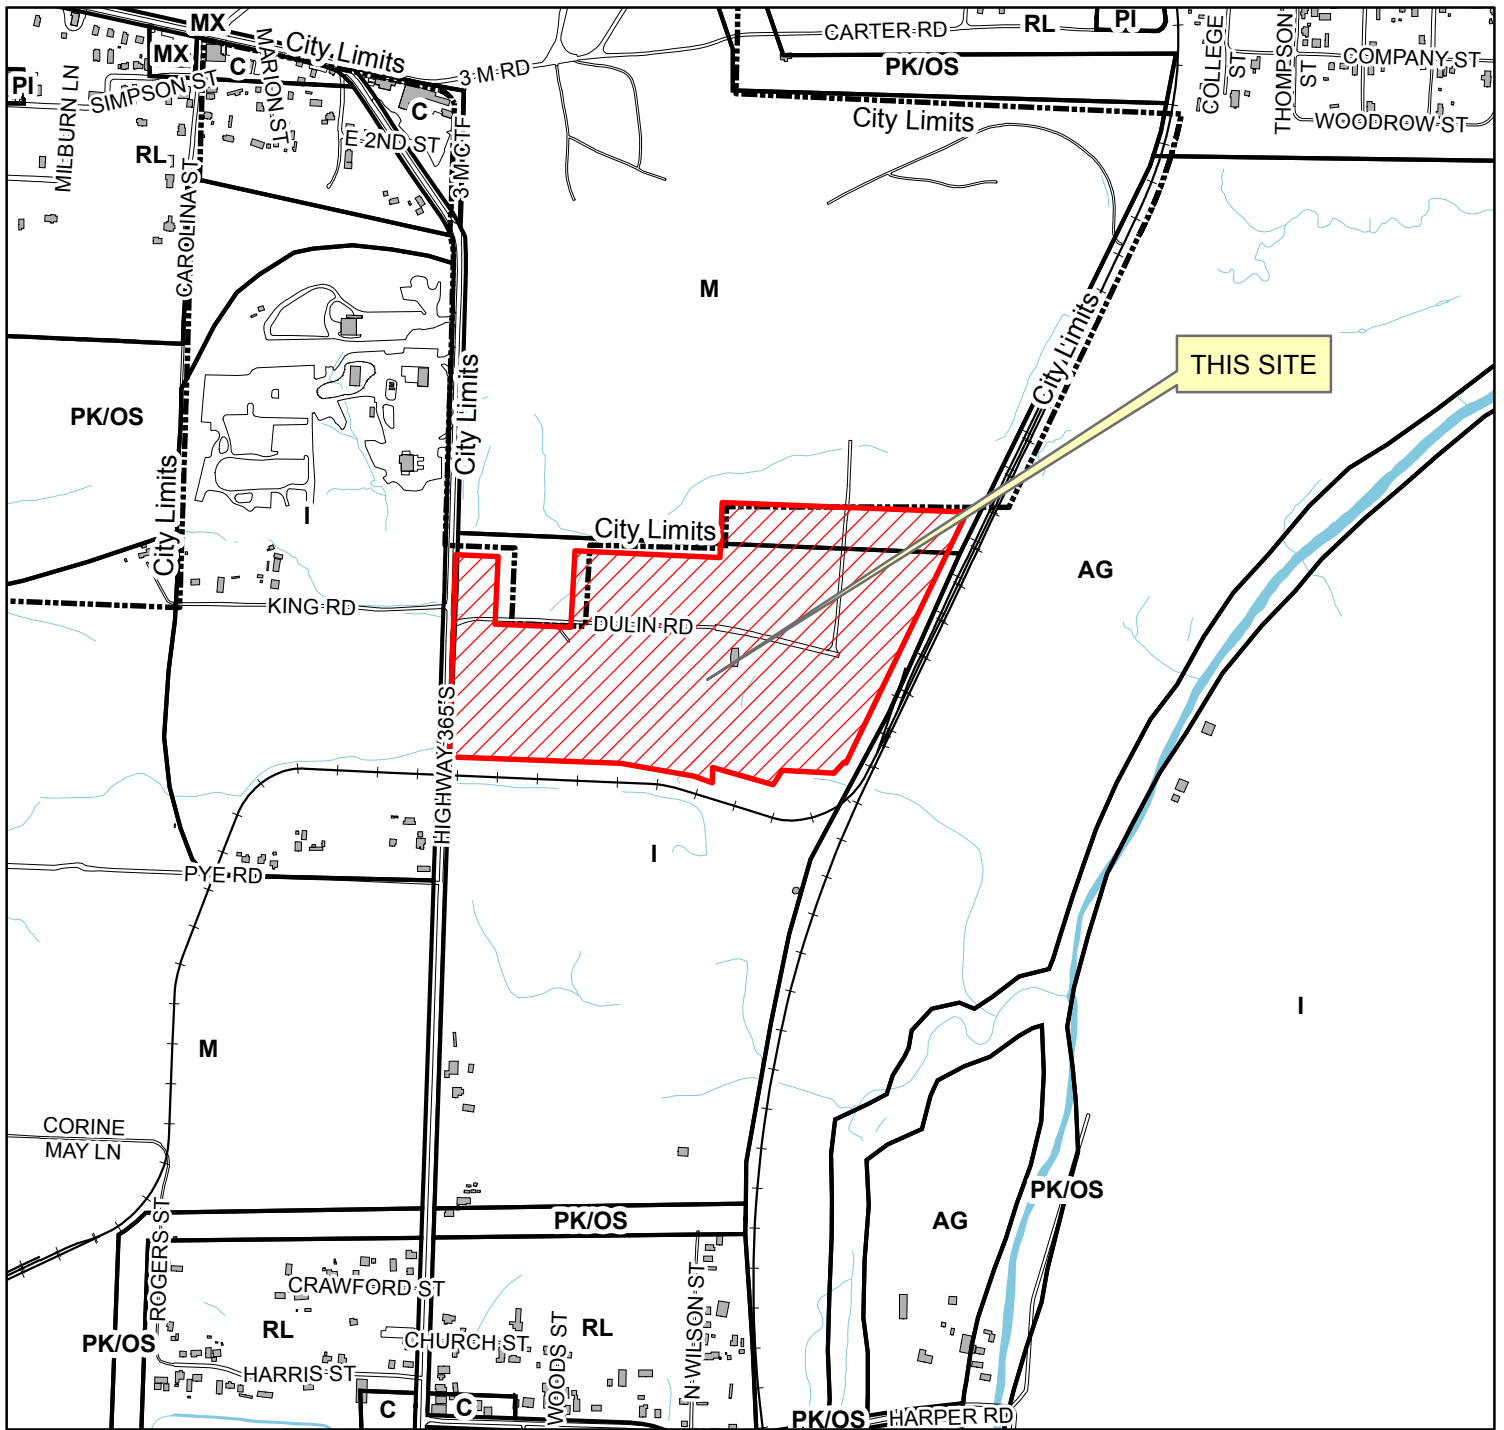 MX
MX
C
City Limits
MARION ST
PI
SIMPSON ST
MILBURN LN
3 M RD
C
E 2ND ST
3 M CTF
RL
CAROLINA ST
CARTER RD
RL
PI
PK/OS
City Limits
COLLEGE
ST
THOMPSON
ST
COMPANY ST
WOODROW ST
M
City Limits
THIS SITE
PK/OS
City Limits
City Limits
I
City Limits
AG
KING RD
DULIN RD
HIGHWAY 365 S
I
PYE RD
M
I
CORINE
MAY LN
ROGERS ST
PK/OS
PK/OS
AG
CRAWFORD ST
N WILSON ST
PK/OS
RL
CHURCH ST
WOODS ST
RL
HARRIS ST
C
C
PK/OS
HARPER RD